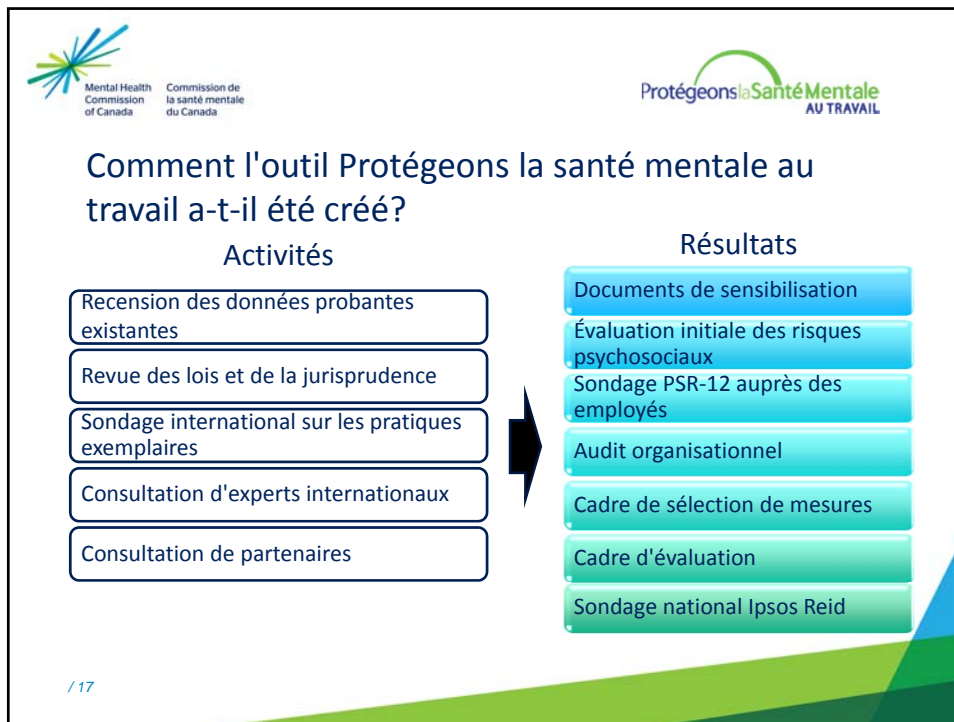 Mental Health
Commission
of Canada
Commission de
la santé mentale
du Canada
ProtégeonslaSantéMentale
AU TRAVAIL
Comment l'outil Protégeons la santé mentale au
travail a-t-il été créé?
Activités
Recension des données probantes
existantes
Revue des lois et de la jurisprudence
Sondage international sur les pratiques
exemplaires
Consultation d'experts internationaux
Consultation de partenaires
Résultats
Documents de sensibilisation
Évaluation initiale des risques
psychosociaux
Sondage PSR-12 auprès des
employés
Audit organisationnel
Cadre de sélection de mesures
Cadre d'évaluation
Sondage national Ipsos Reid
/ 17